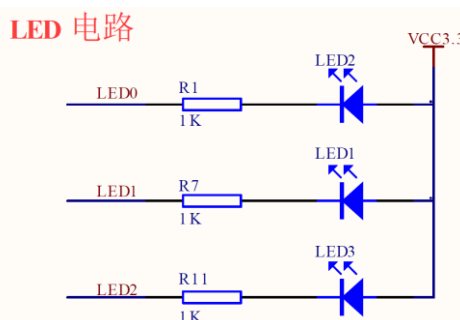 LED 电路
VCC3.3
LED2
LED0
R1
1K
LED1
LED1
R7
1K
LED3
LED2
R11
1K